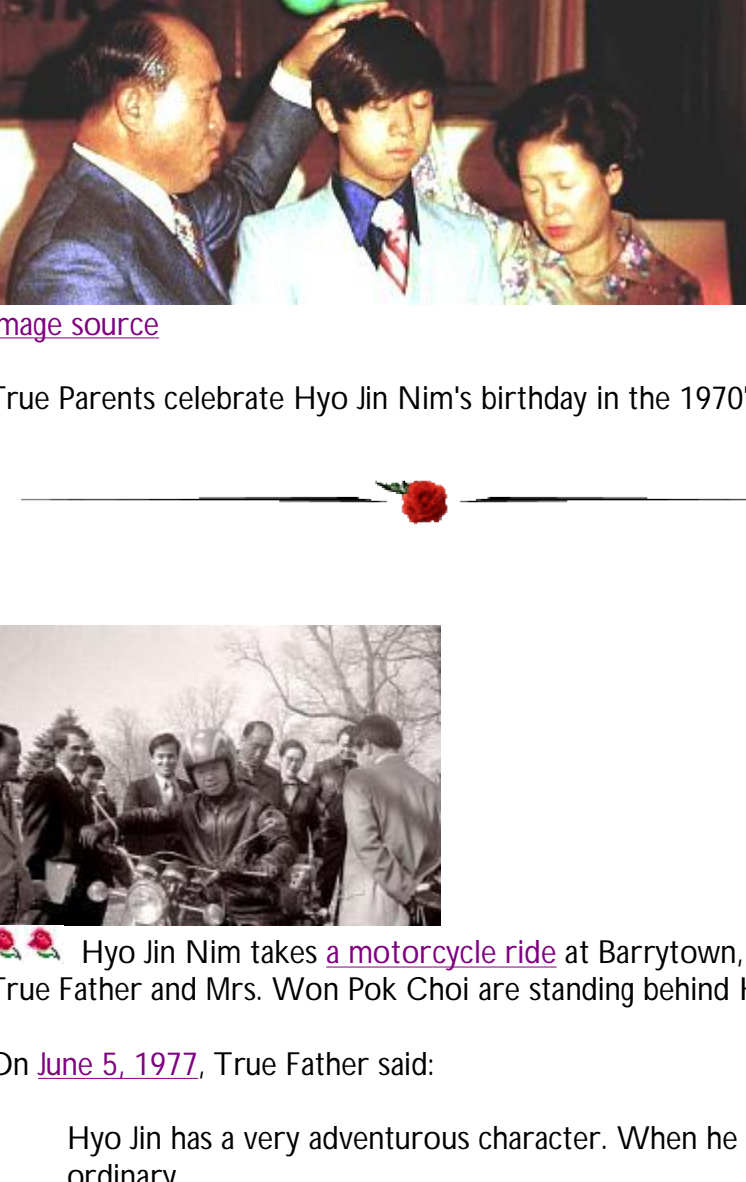 mage source
True Parents celebrate Hyo Jin Nim's birthday in the 1970'
Hyo Jin Nim takes a motorcycle ride at Barrytown,
True Father and Mrs. Won Pok Choi are standing behind H
On June 5, 1977, True Father said:
Hyo Jin has a very adventurous character. When he
ordinary